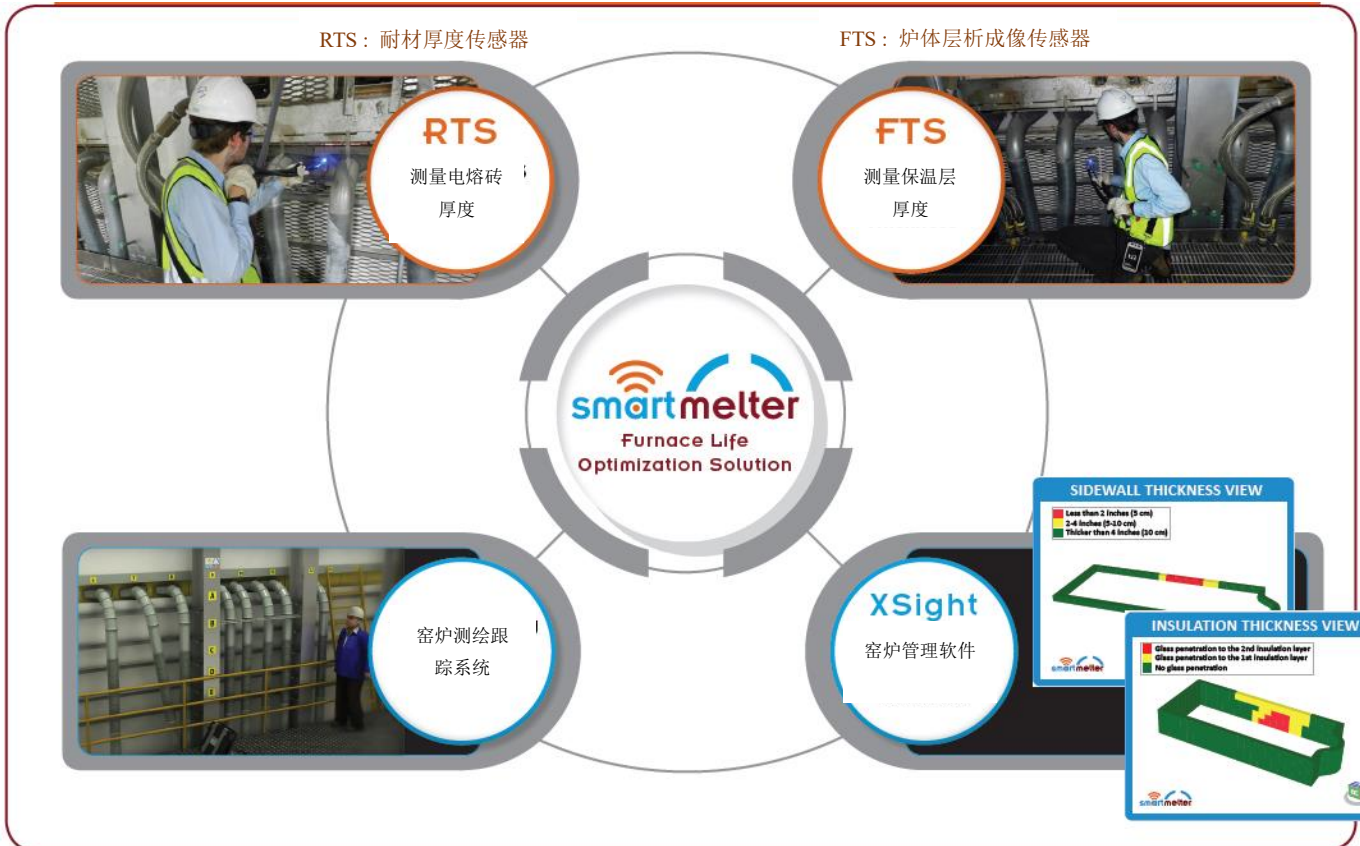 RTS : 耐材厚度传感器
FTS : 炉体层析成像传感器
RTS
测量电熔砖
厚度
FTS
测量保温层
厚度
smartmelter
Furnace Life
Optimization Solution
窑炉测绘跟
踪系统
A
B
C
D
E
XSight
窑炉管理软件
SIDEWALL THICKNESS VIEW
Less than 2 inches (5 cm)
2-4 inches (5-10 cm)
Thicker than 4 inches (10 cm)
smartmelter
INSULATION THICKNESS VIEW
Glass penetration to the 2nd insulation layer
Glass penetration to the 1st insulation layer
No glass penetration
smartmelter